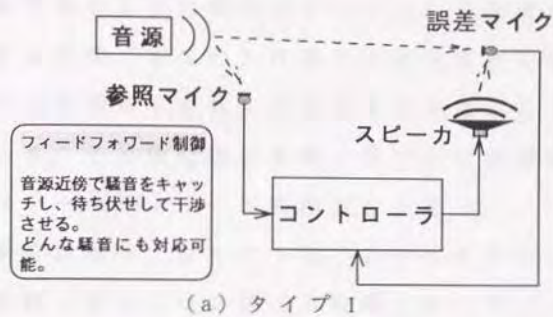 音源
誤差マイク
参照マイク
スピーカ
フィードフォワード制御
音源近傍で騒音をキャッ
チし、待ち伏せして干渉
させる。
どんな騒音にも対応可
能。
コントローラ
(a) タイプ1